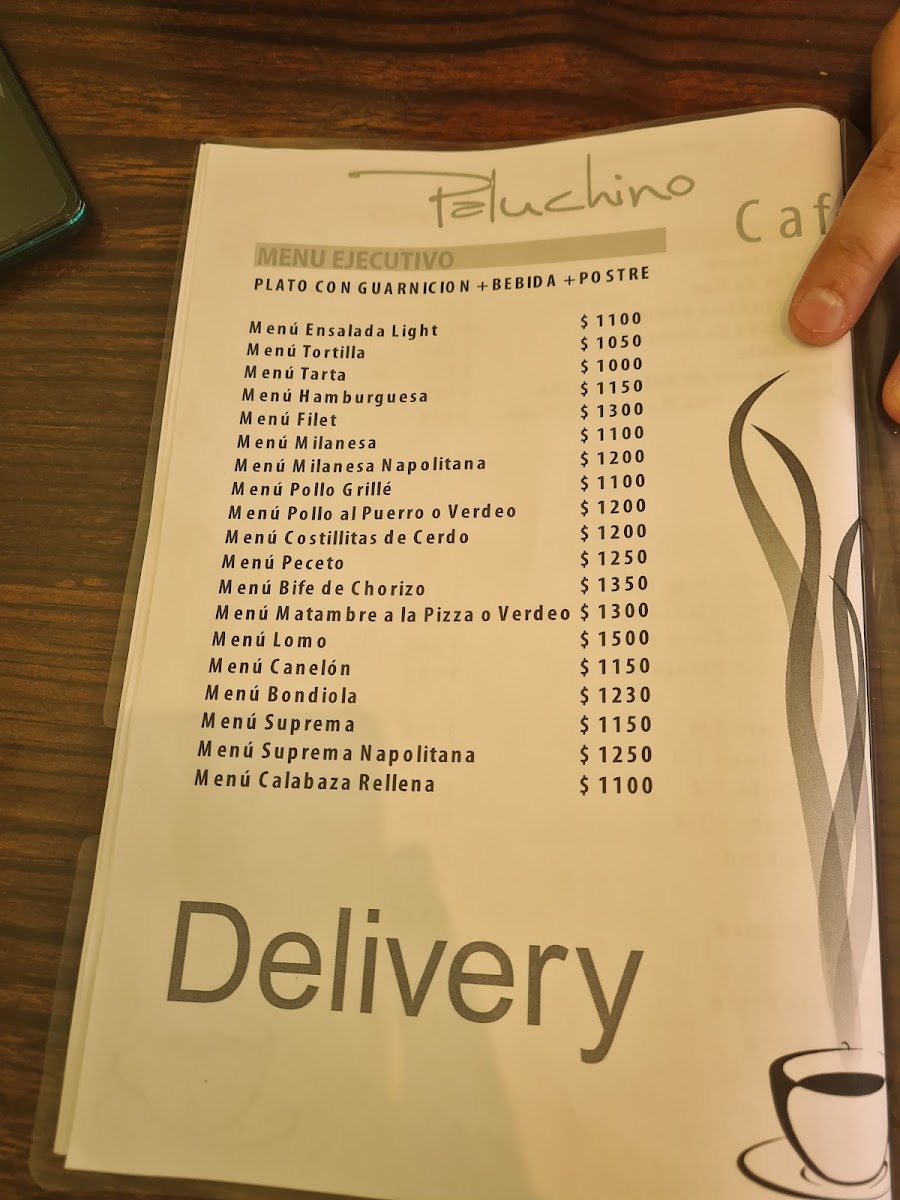 Paluchino
Caf
MENU EJECUTIVO
PLATO CON GUARNICION + BEBIDA + POSTRE
Menú Ensalada Light $ 1100
Menú Tortilla $ 1050
Menú Tarta $ 1000
Menú Hamburguesa $ 1150
Menú Filet $ 1300
Menú Milanesa $ 1100
Menú Milanesa Napolitana $ 1200
Menú Pollo Grillé $ 1100
Menú Pollo al Puerro o Verdeo $ 1200
Menú Costillitas de Cerdo $ 1200
Menú Peceto $ 1250
Menú Bife de Chorizo $ 1350
Menú Matambre a la Pizza o Verdeo $ 1300
Menú Lomo $ 1500
Menú Canelón $ 1150
Menú Bondiola $ 1230
Menú Suprema $ 1150
Menú Suprema Napolitana $ 1250
Menú Calabaza Rellena $ 1100
Delivery